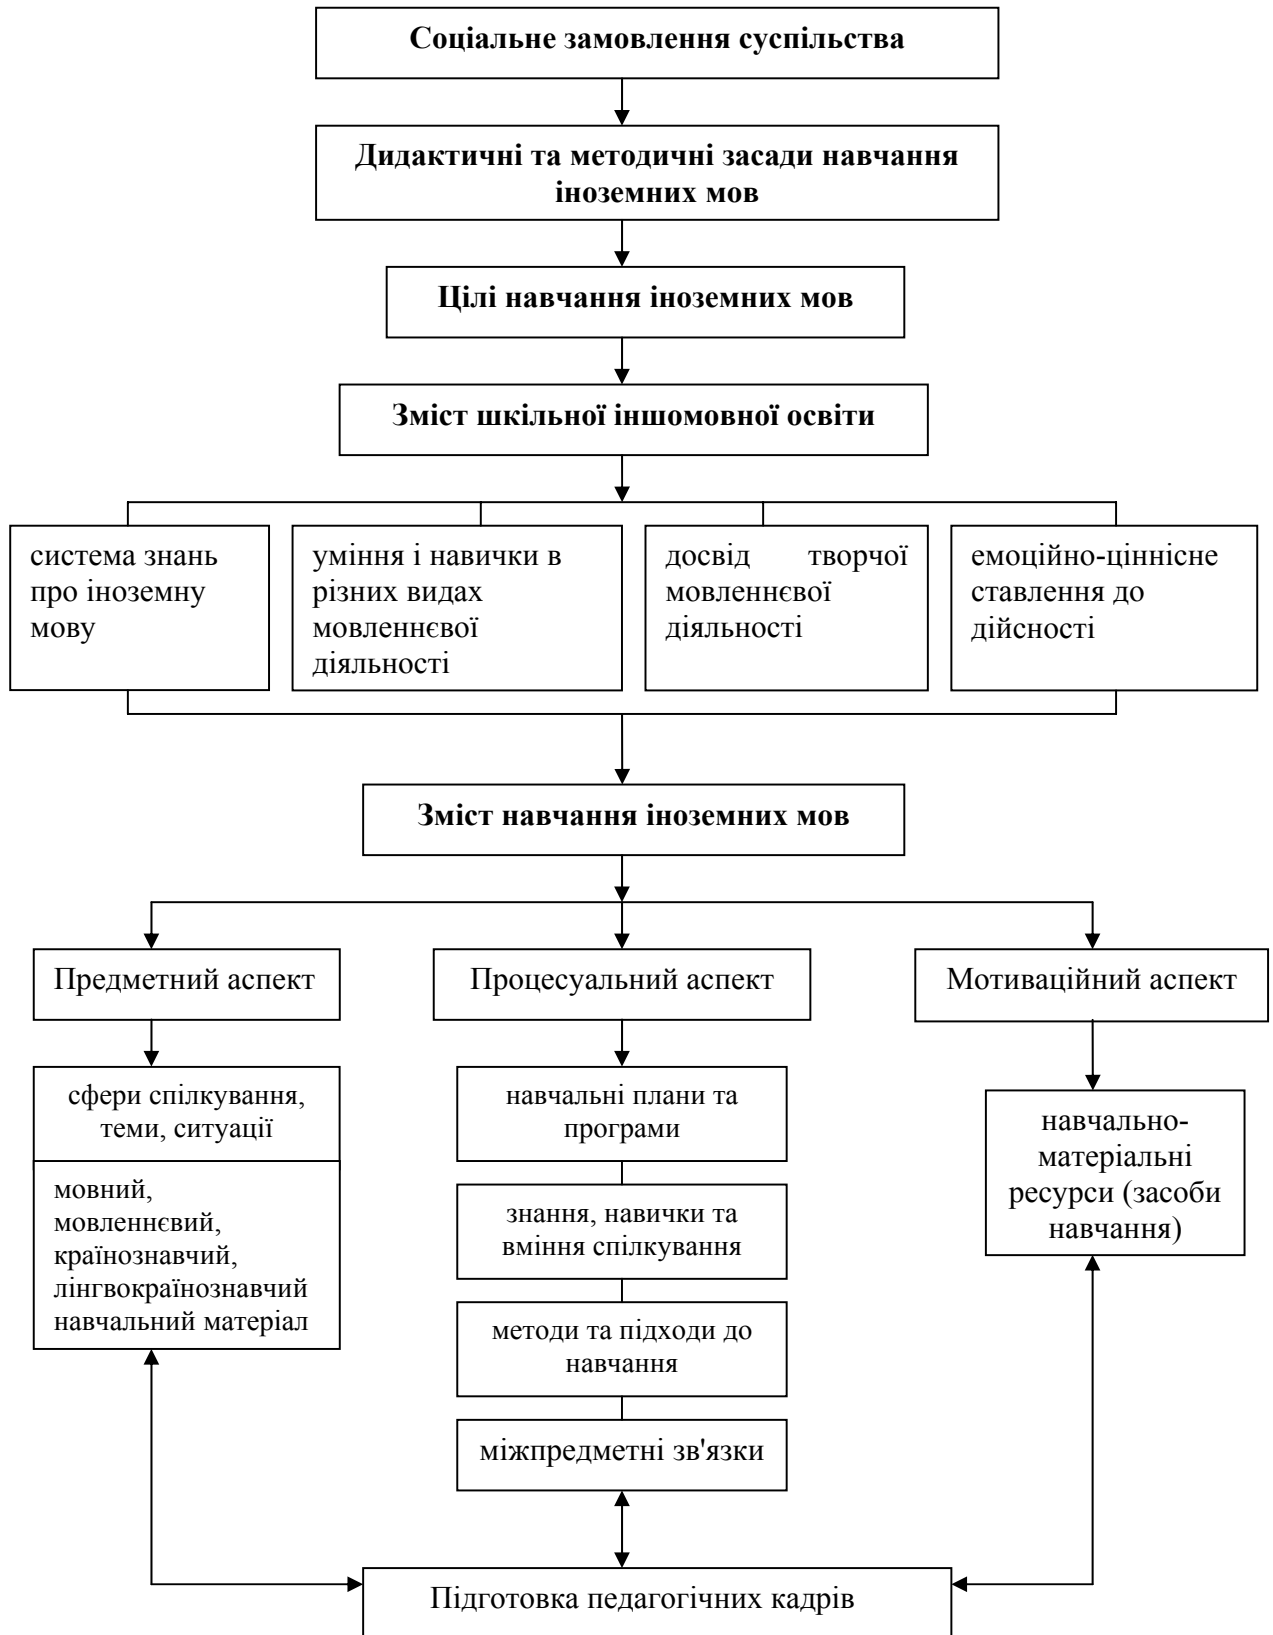 Соціальне замовлення суспільства
Дидактичні та методичні засади навчання
іноземних мов
Цілі навчання іноземних мов
Зміст шкільної іншомовної освіти
система знань
про іноземну
мову
уміння і навички в
різних видах
мовленнєвої
діяльності
досвід творчої
мовленнєвої
діяльності
емоційно-ціннісне
ставлення до
дійсності
Зміст навчання іноземних мов
Предметний аспект
Процесуальний аспект
Мотиваційний аспект
сфери спілкування,
теми, ситуації
мовний,
мовленнєвий,
країнознавчий,
лінгвокраїнознавчий
навчальний матеріал
навчальні плани та
програми
знання, навички та
вміння спілкування
методи та підходи до
навчання
міжпредметні зв'язки
навчально-
матеріальні
ресурси (засоби
навчання)
Підготовка педагогічних кадрів